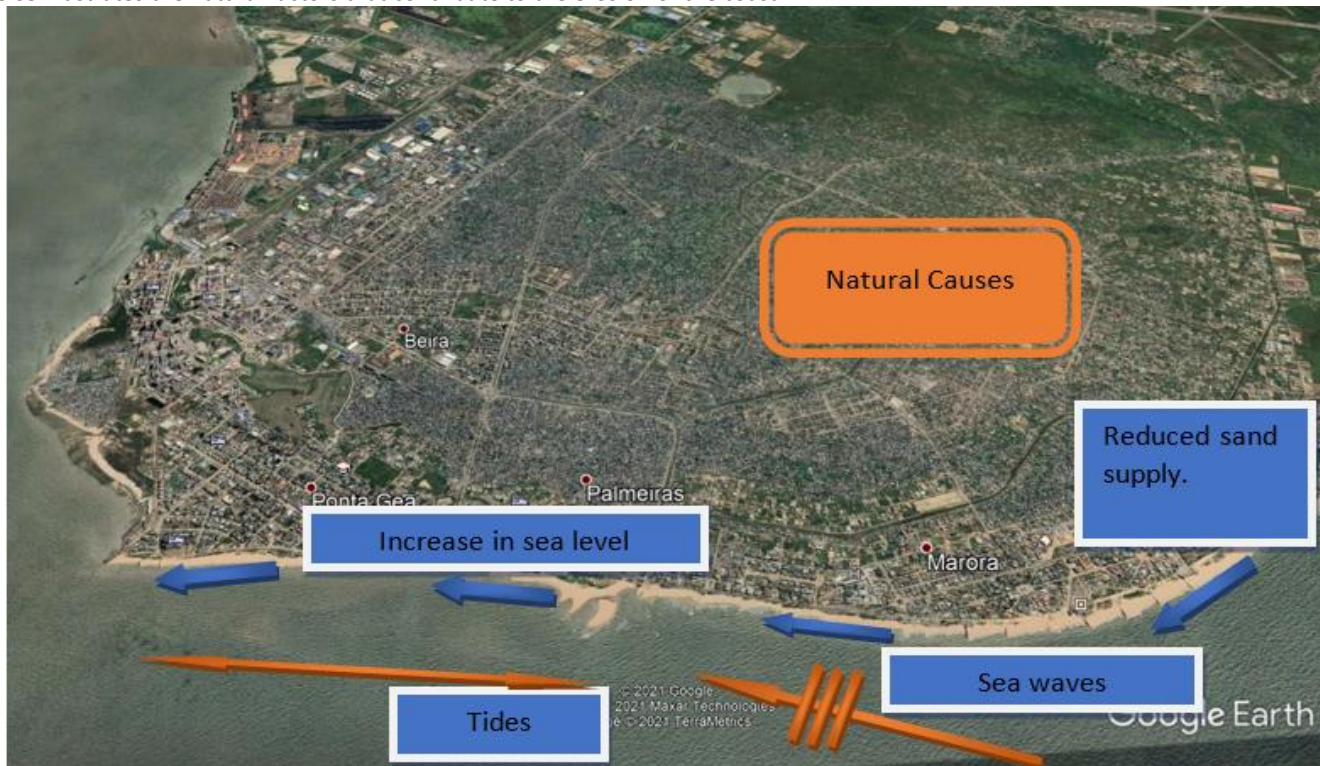 Natural Causes
Beira
Reduced sand
supply.
Palmeiras
Ponta Gea
Increase in sea level
Marora
Sea waves
Tides
© 2021 Google
2021 Maxar Technologies
© 2021 TerraMetrics
Google Earth